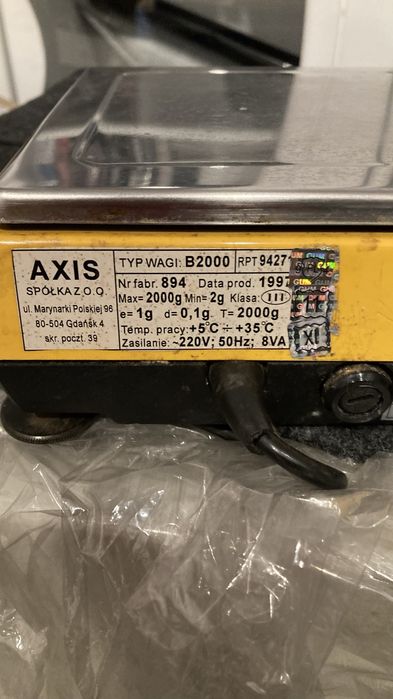 AXIS
SPÓŁKA Z.O.O.
ul. Marynarki Polskiej 96
80-504 Gdańsk 4
skr. poczt. 39
TYP WAGI: B2000 RPT 9427
Nr fabr. 894 Data prod. 1997
Max= 2000g Min= 2g Klasa: III
e= 1g d= 0,1g T= 2000g
Temp. pracy: +5°C ÷ +35°C
Zasilanie: ~220V; 50Hz; 8VA
XI